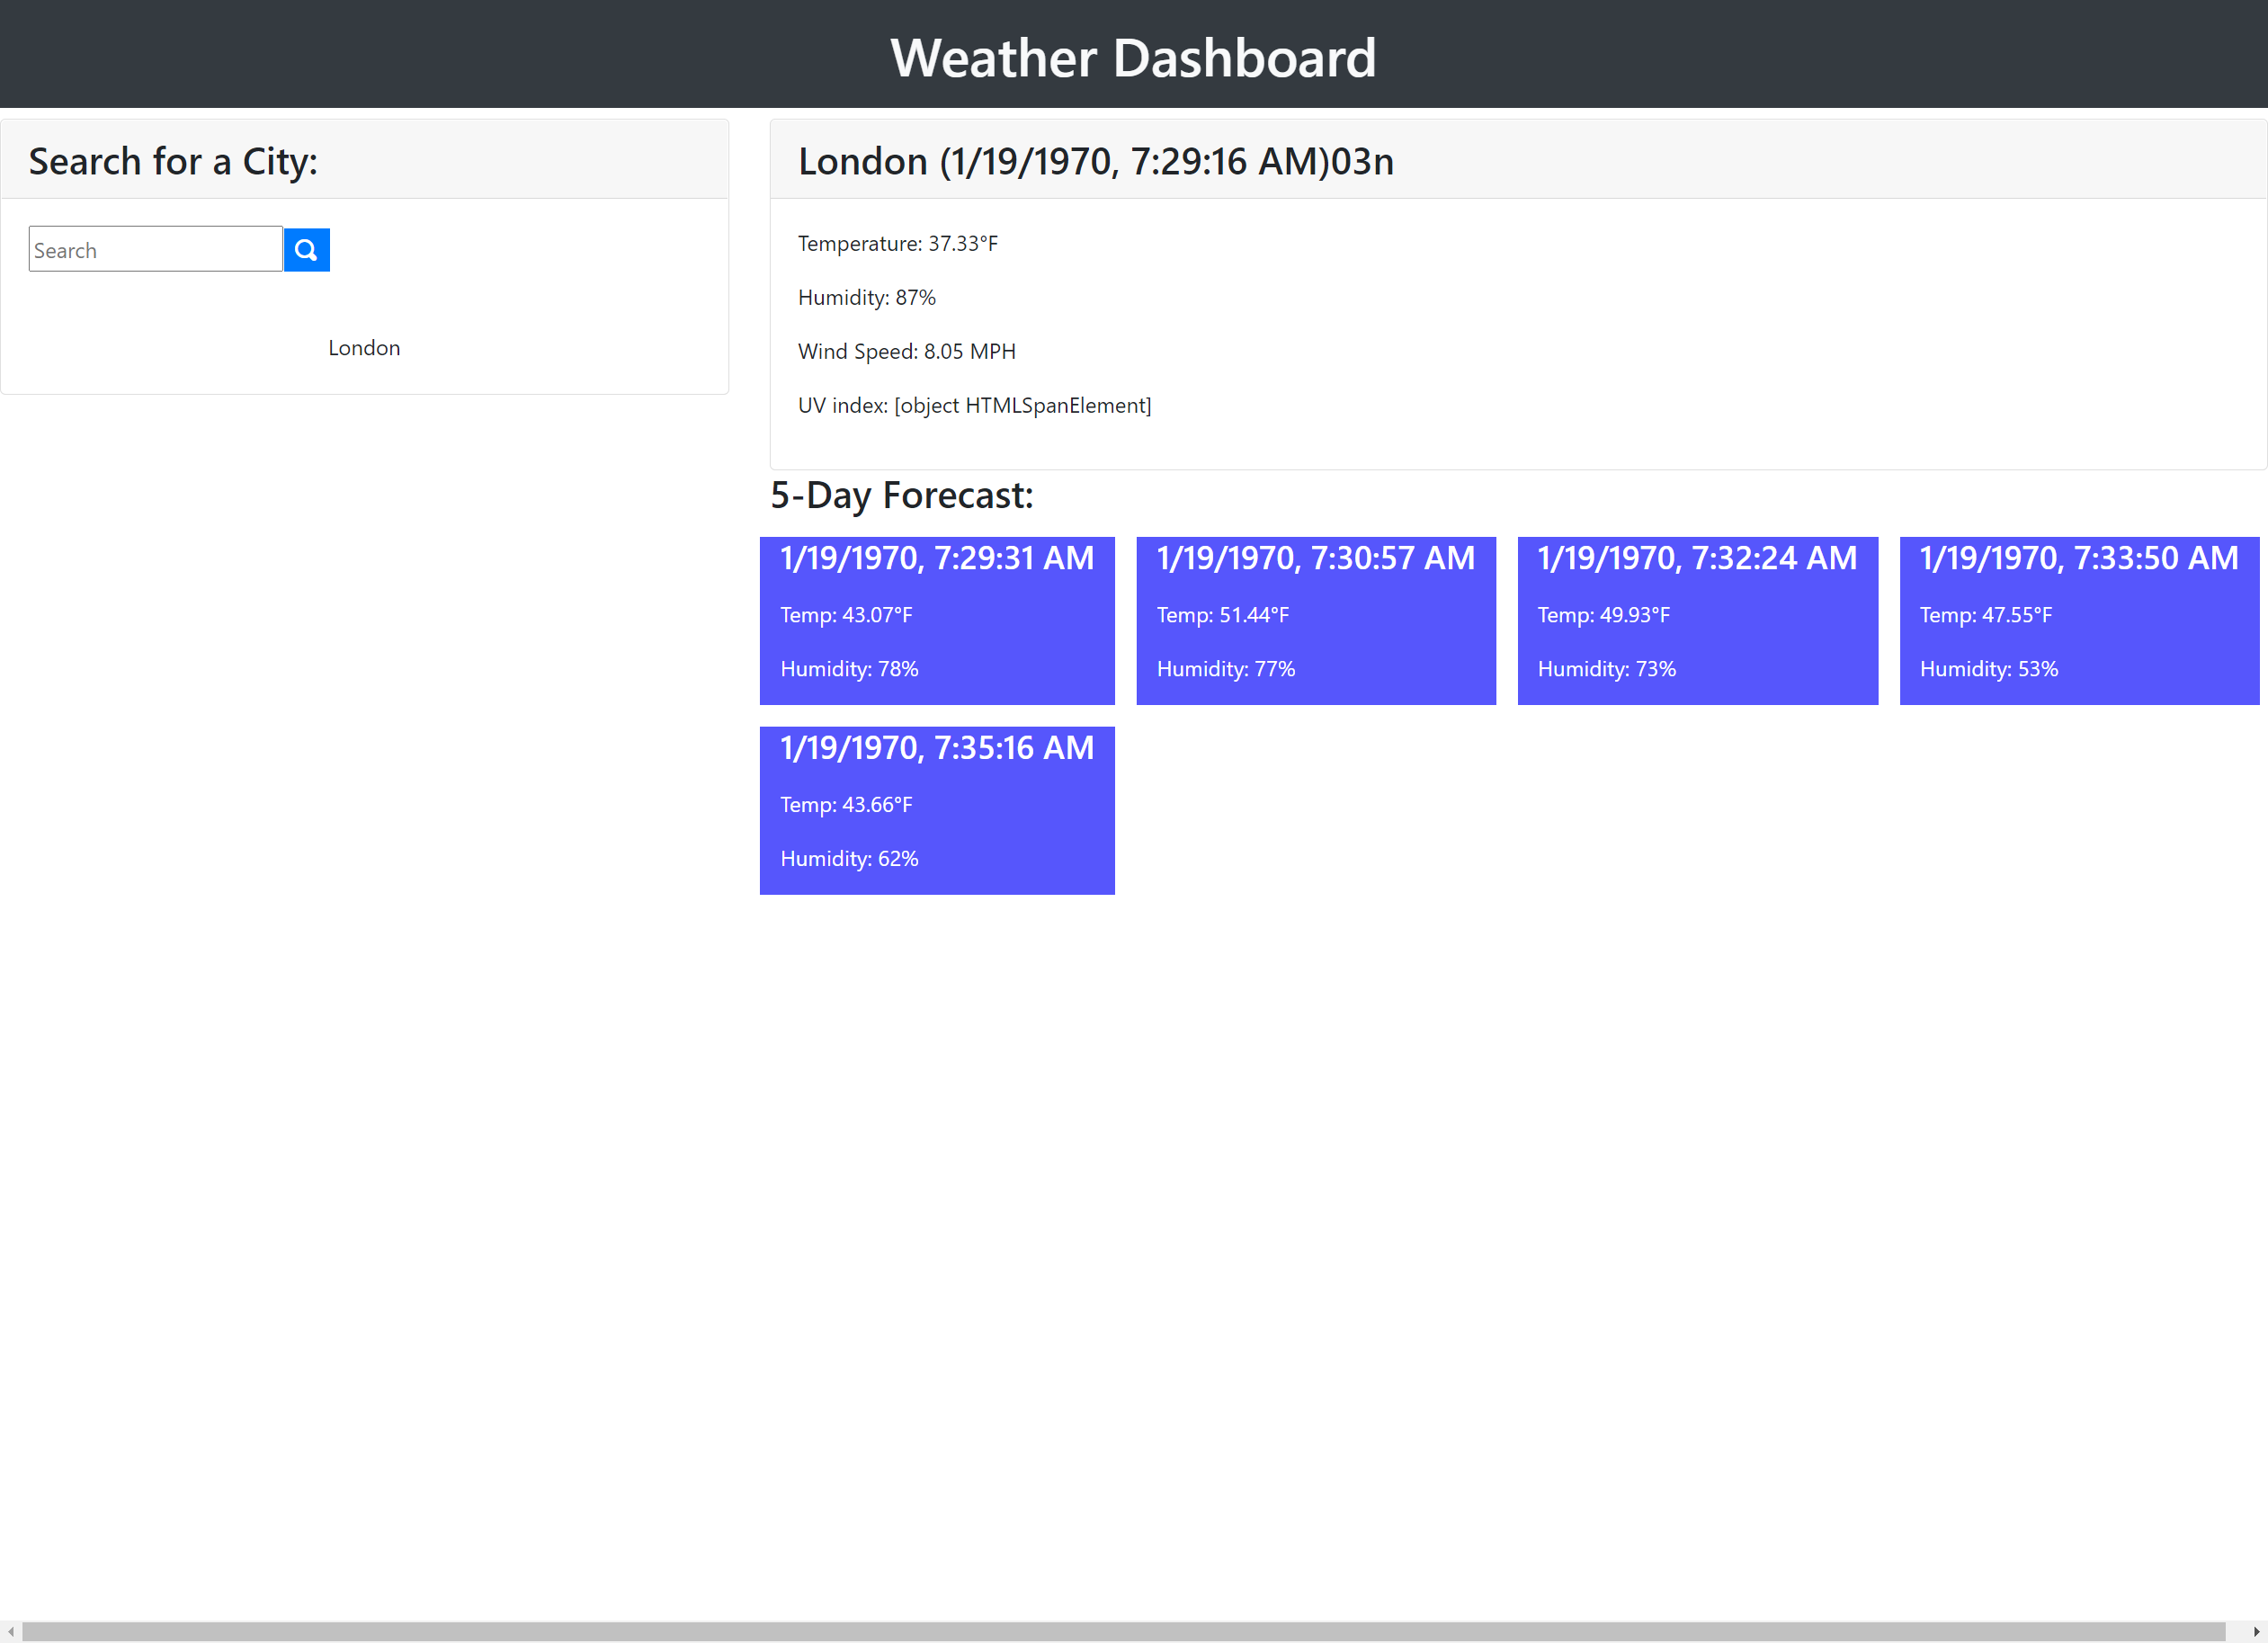 Weather Dashboard
Search for a City:
Search
London
London (1/19/1970, 7:29:16 AM)03n
Temperature: 37.33°F
Humidity: 87%
Wind Speed: 8.05 MPH
UV index: [object HTMLSpanElement]
5-Day Forecast:
1/19/1970, 7:29:31 AM
Temp: 43.07°F
Humidity: 78%
1/19/1970, 7:30:57 AM
Temp: 51.44°F
Humidity: 77%
1/19/1970, 7:32:24 AM
Temp: 49.93°F
Humidity: 73%
1/19/1970, 7:33:50 AM
Temp: 47.55°F
Humidity: 53%
1/19/1970, 7:35:16 AM
Temp: 43.66°F
Humidity: 62%